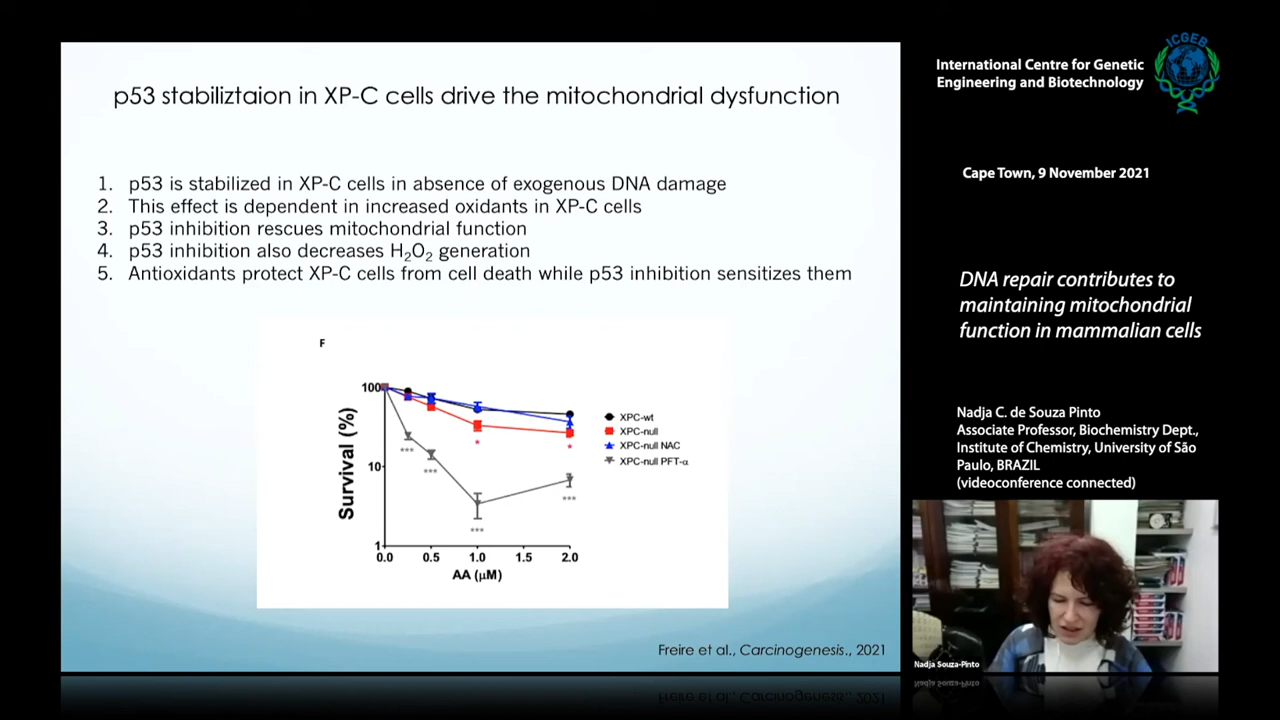 p53 stabiliztaion in XP-C cells drive the mitochondrial dysfunction
1. p53 is stabilized in XP-C cells in absence of exogenous DNA damage
2. This effect is dependent in increased oxidants in XP-C cells
3. p53 inhibition rescues mitochondrial function
4. p53 inhibition also decreases H₂O₂ generation
5. Antioxidants protect XP-C cells from cell death while p53 inhibition sensitizes them
F
100
10
1
Survival (%)
0.0 0.5 1.0 1.5 2.0
AA (μM)
*
*
***
***
***
***
XPC-wt
XPC-null
XPC-null NAC
XPC-null PFT-α
Freire et al., Carcinogenesis., 2021
International Centre for Genetic
Engineering and Biotechnology
ICGEB
Cape Town, 9 November 2021
DNA repair contributes to
maintaining mitochondrial
function in mammalian cells
Nadja C. de Souza Pinto
Associate Professor, Biochemistry Dept.,
Institute of Chemistry, University of São
Paulo, BRAZIL
(videoconference connected)
Nadja Souza-Pinto